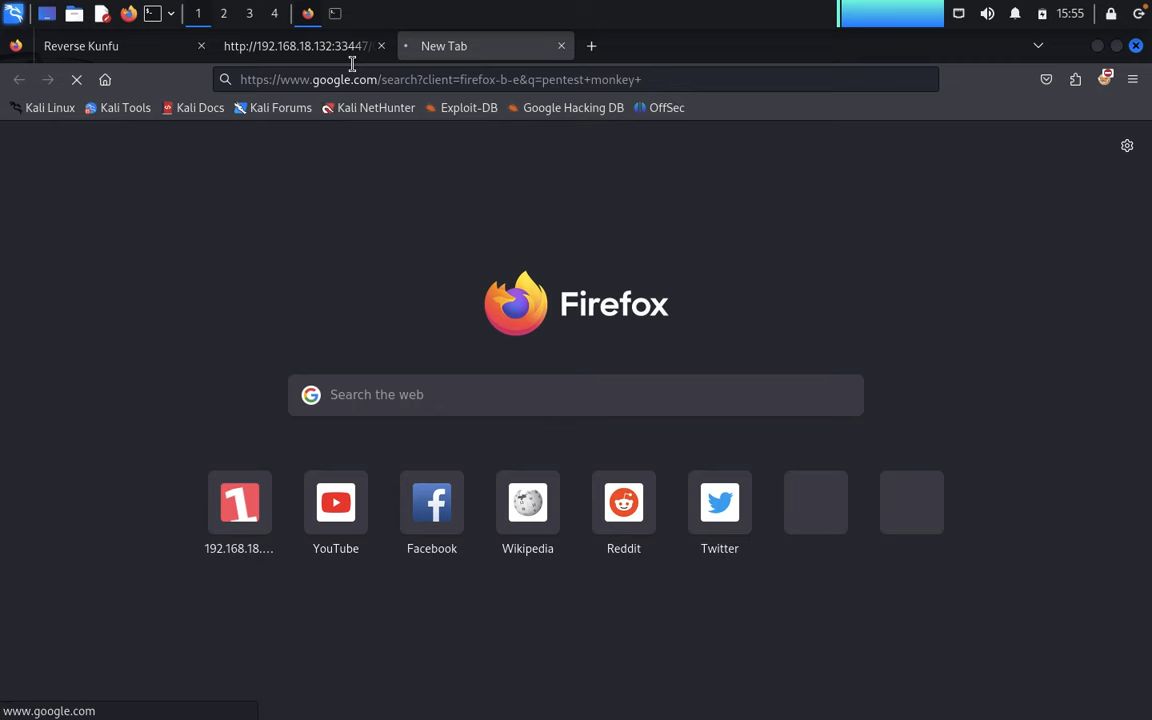 1 2 3 4 15:55
Reverse Kunfu http://192.168.18.132:33447/ New Tab
https://www.google.com/search?client=firefox-b-e&q=pentest+monkey+
Kali Linux Kali Tools Kali Docs Kali Forums Kali NetHunter Exploit-DB Google Hacking DB OffSec
Firefox
Search the web
192.168.18.... YouTube Facebook Wikipedia Reddit Twitter
www.google.com